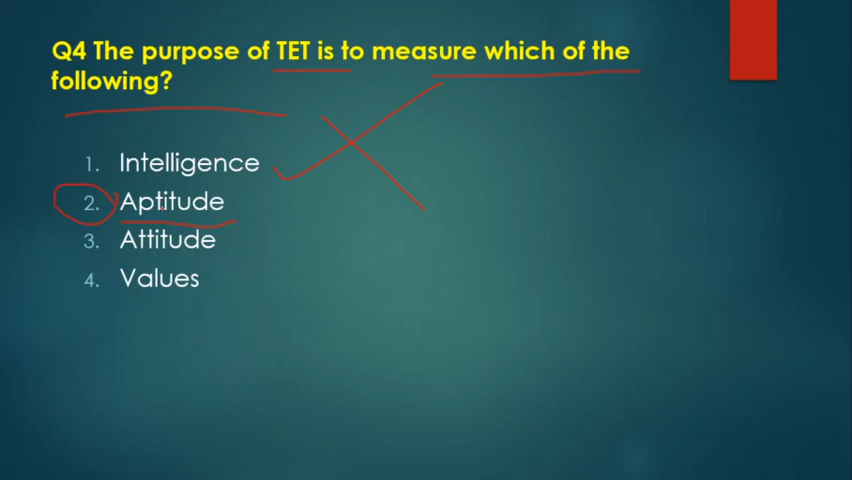 Q4 The purpose of TET is to measure which of the
following?
1. Intelligence
2. Aptitude
3. Attitude
4. Values